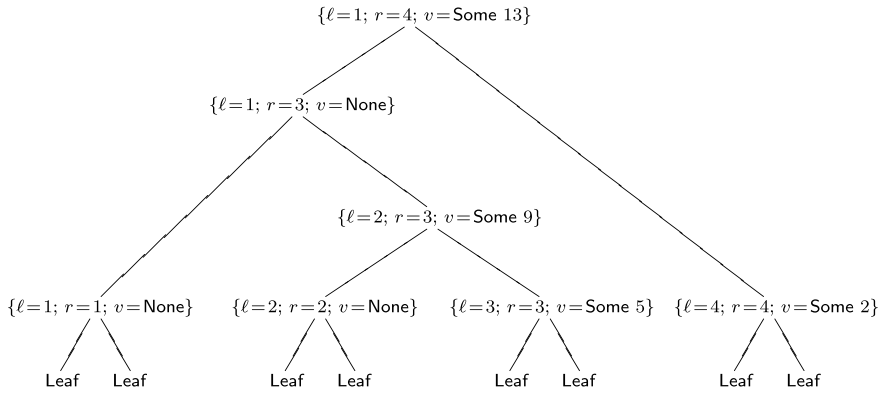 {ℓ=1; r=4; v=Some 13}
{ℓ=1; r=3; v=None}
{ℓ=2; r=3; v=Some 9}
{ℓ=1; r=1; v=None} {ℓ=2; r=2; v=None} {ℓ=3; r=3; v=Some 5} {ℓ=4; r=4; v=Some 2}
Leaf Leaf Leaf Leaf Leaf Leaf Leaf Leaf